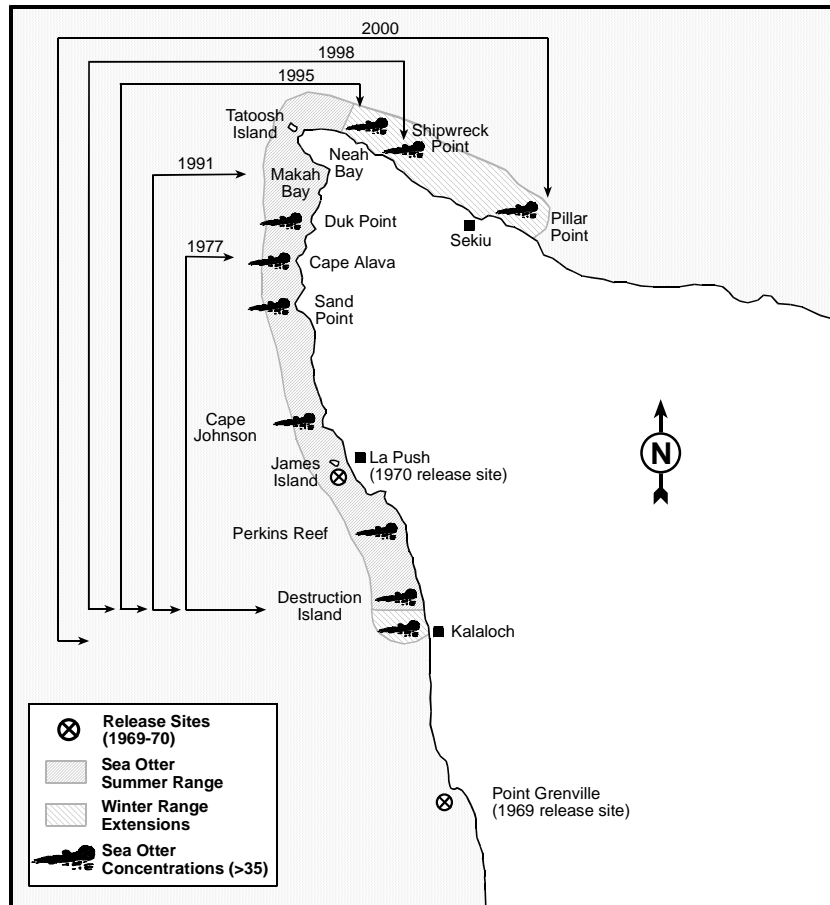 2000
1998
1995
Tatoosh
Island
Shipwreck
Point
Neah
Bay
1991
Makah
Bay
Duk Point
Pillar
Point
Sekiu
1977
Cape Alava
Sand
Point
Cape
Johnson
La Push
(1970 release site)
James
Island
N
Perkins Reef
Destruction
Island
Kalaloch
Release Sites
(1969-70)
Sea Otter
Summer Range
Winter Range
Extensions
Sea Otter
Concentrations (>35)
Point Grenville
(1969 release site)